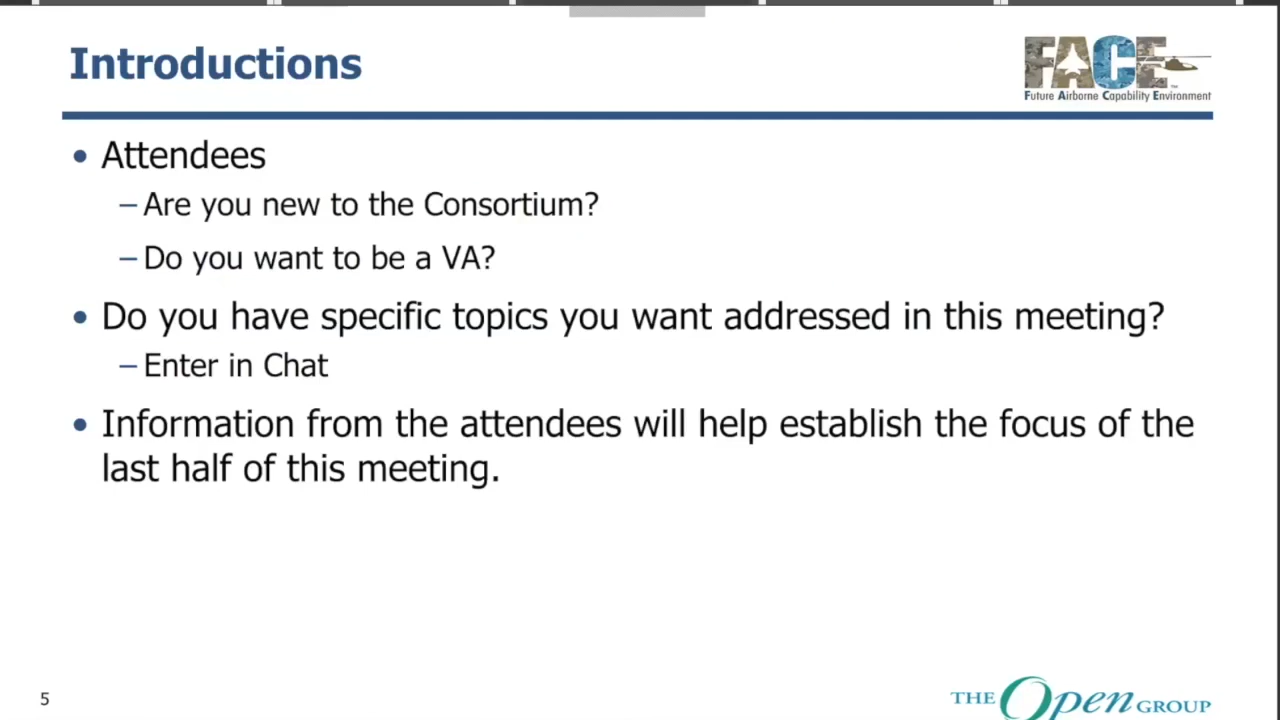 Introductions
FACE
Future Airborne Capability Environment
• Attendees
– Are you new to the Consortium?
– Do you want to be a VA?
• Do you have specific topics you want addressed in this meeting?
– Enter in Chat
• Information from the attendees will help establish the focus of the
last half of this meeting.
5
THE Open GROUP